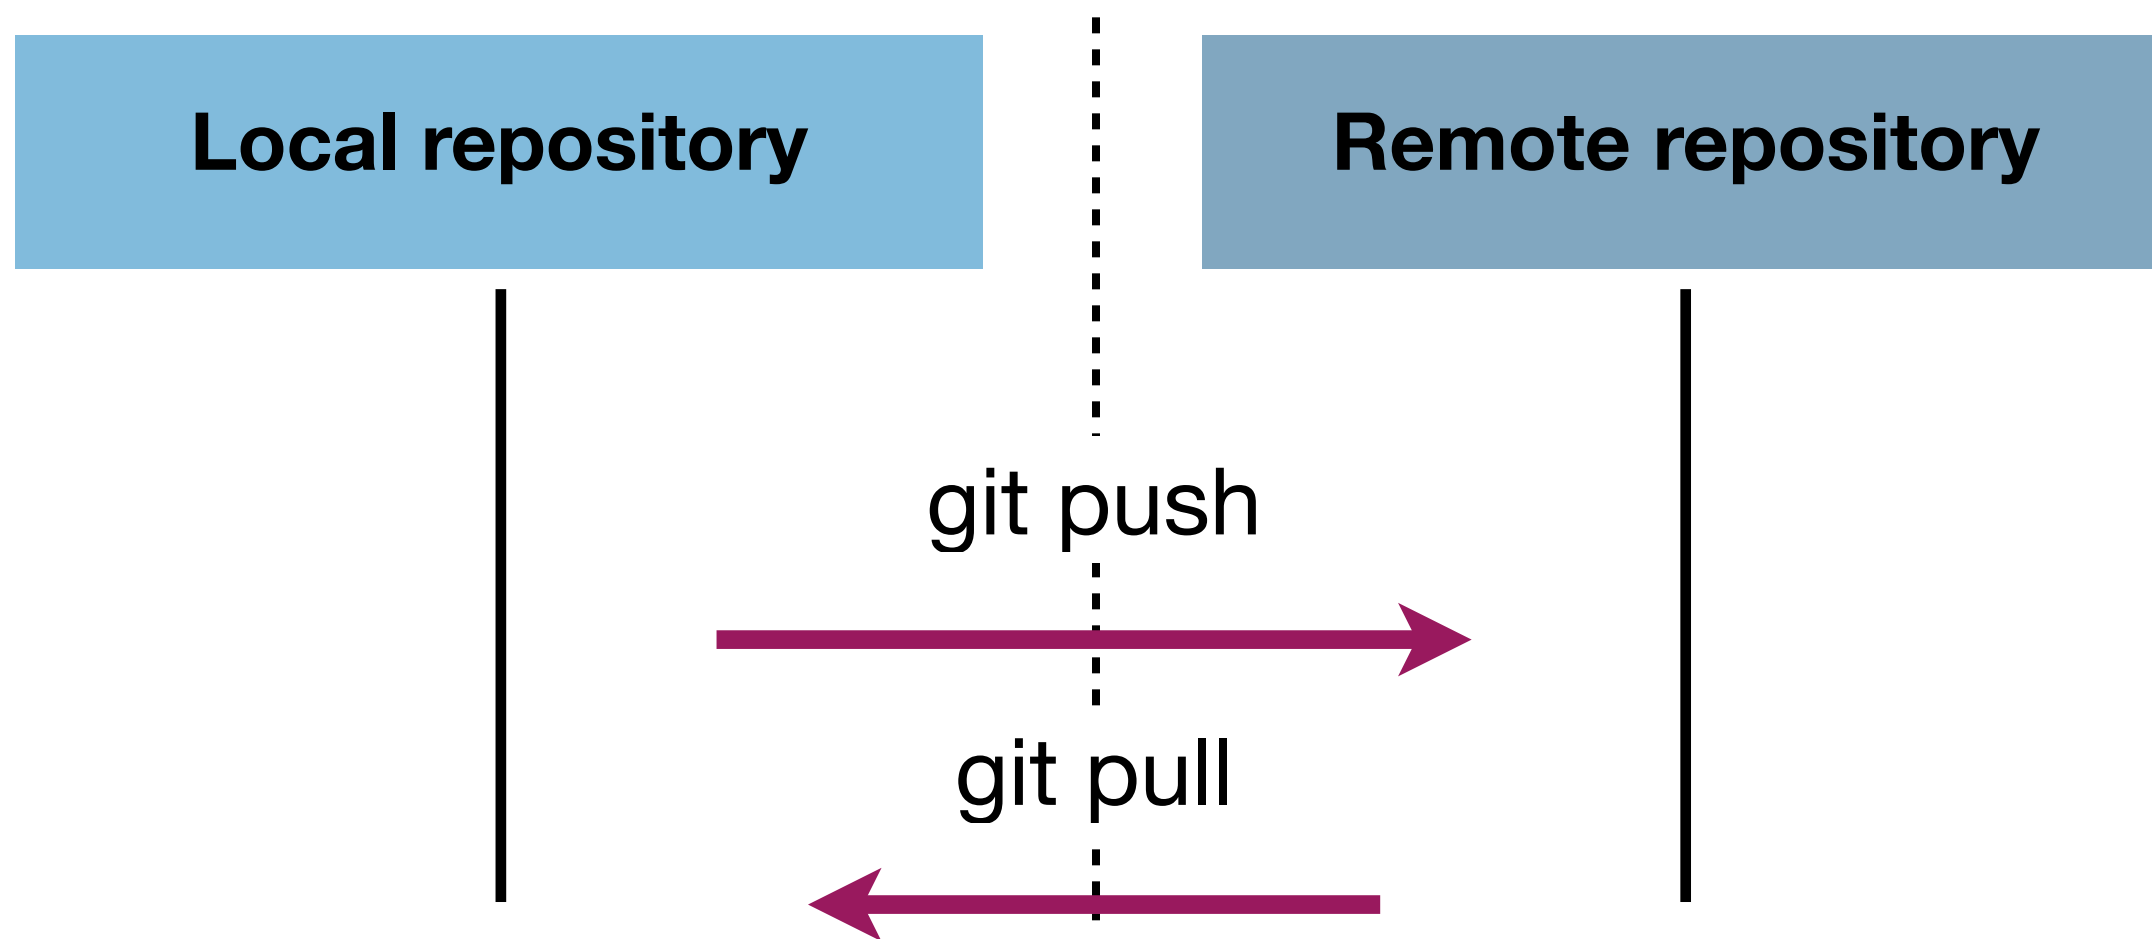 Local repository
Remote repository
git push
git pull